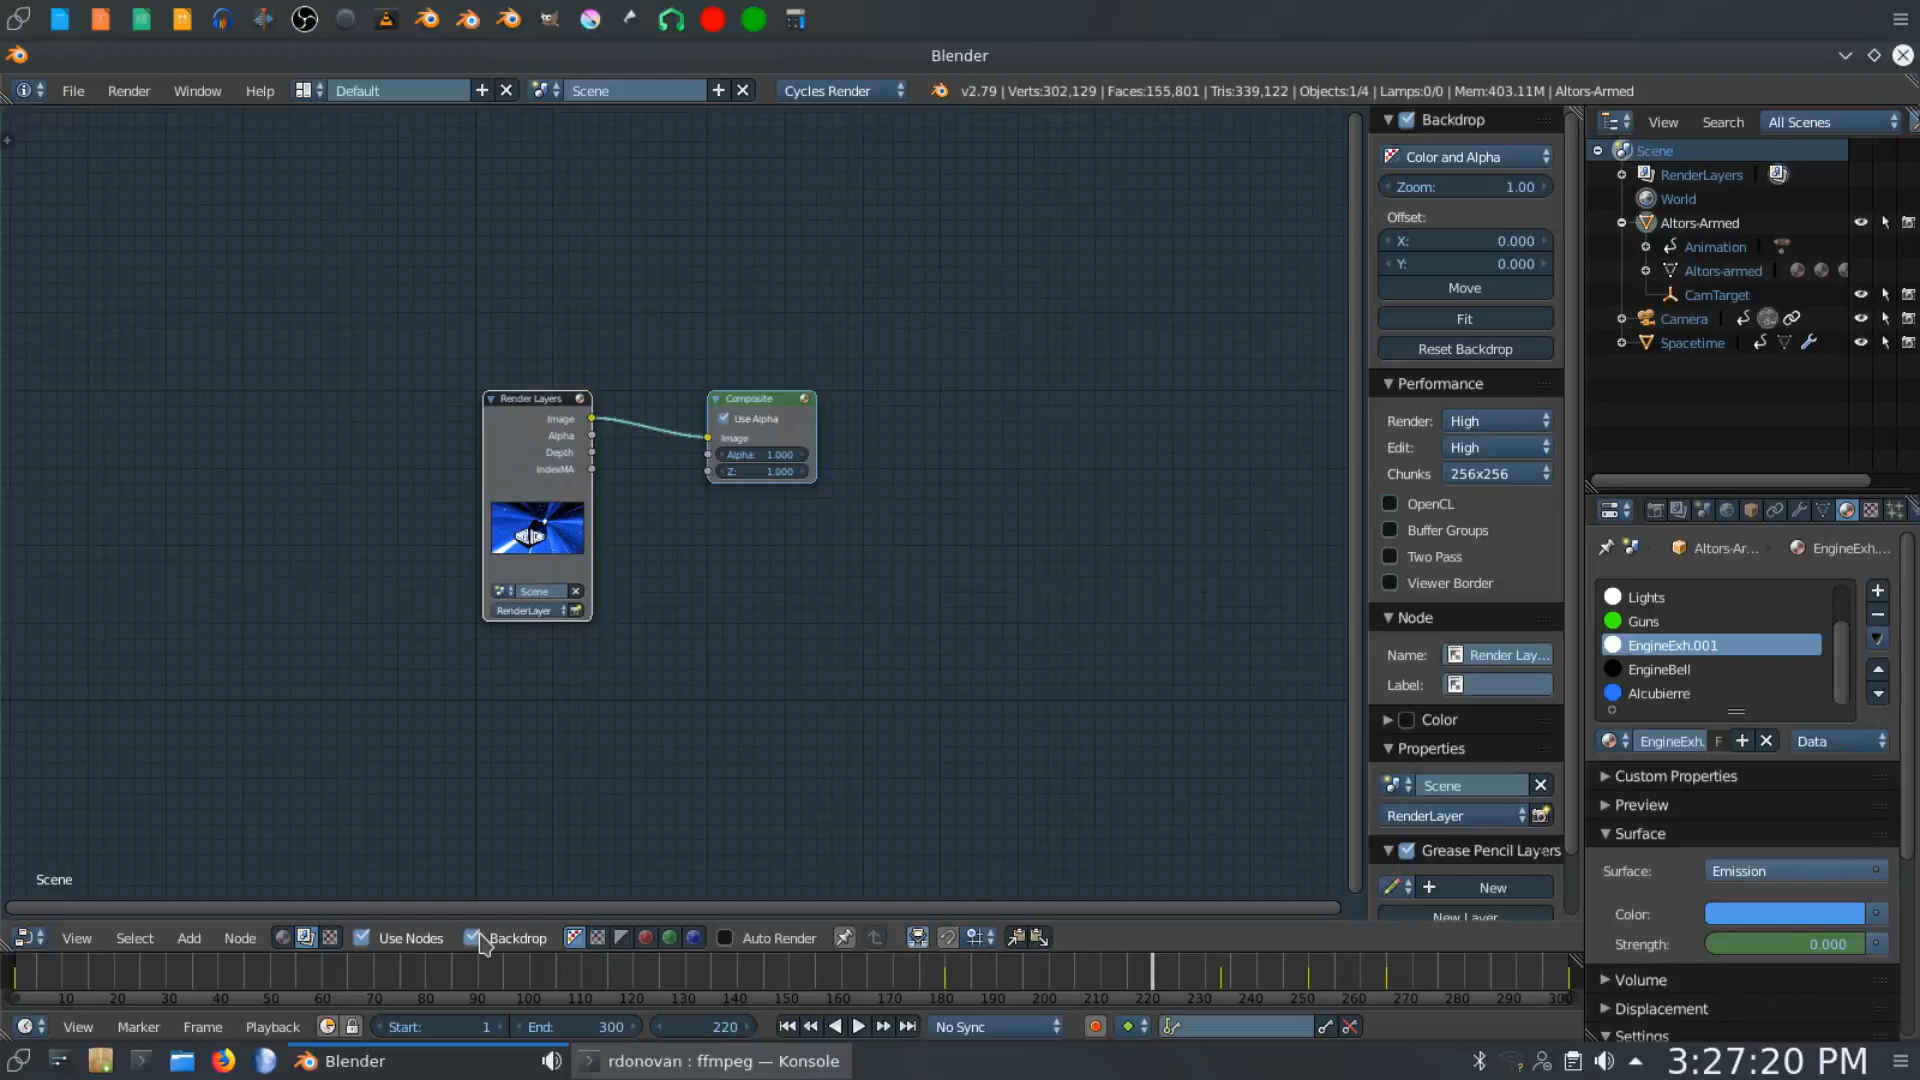 Blender
File Render Window Help Default Scene Cycles Render v2.79 | Verts:302,129 | Faces:155,801 | Tris:339,122 | Objects:1/4 | Lamps:0/0 | Mem:403.11M | Altors-Armed
Backdrop
Color and Alpha
Zoom: 1.00
Offset:
X: 0.000
Y: 0.000
Move
Fit
Reset Backdrop
Performance
Render: High
Edit: High
Chunks 256x256
OpenCL
Buffer Groups
Two Pass
Viewer Border
Node
Name: Render Lay...
Label:
Color
Properties
Scene
RenderLayer
Grease Pencil Layers
New
New Layer
View Search All Scenes
Scene
RenderLayers
World
Altors-Armed
Animation
Altors-armed
CamTarget
Camera
Spacetime
Altors-Ar... EngineExh....
Lights
Guns
EngineExh.001
EngineBell
Alcubierre
EngineExh. F Data
Custom Properties
Preview
Surface
Surface: Emission
Color:
Strength: 0.000
Volume
Displacement
Settings
Render Layers
Image
Alpha
Depth
IndexMA
Scene
RenderLayer
Composite
Use Alpha
Image
Alpha: 1.000
Z: 1.000
Scene
View Select Add Node Use Nodes Backdrop Auto Render
10 20 30 40 50 60 70 80 90 100 110 120 130 140 150 160 170 180 190 200 210 220 230 240 250 260 270 280 290 300
View Marker Frame Playback Start: 1 End: 300 220 No Sync
Blender rdonovan : ffmpeg — Konsole 3:27:20 PM